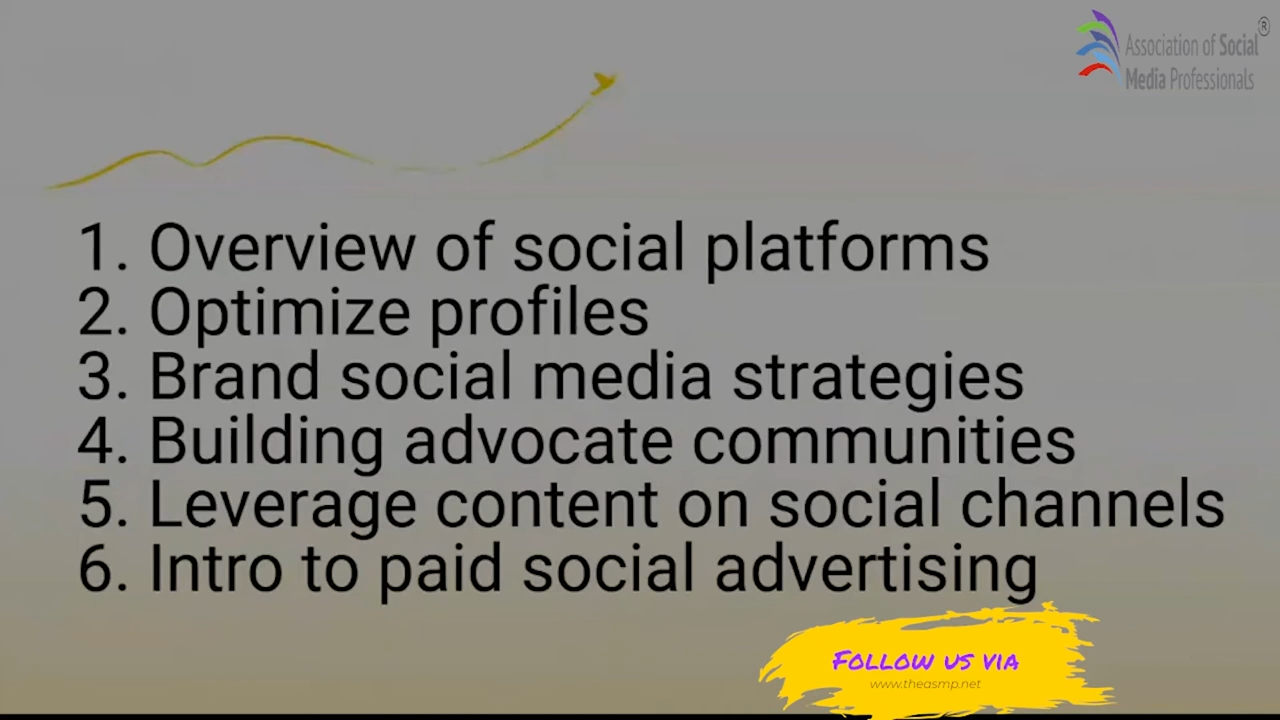 Association of Social
Media Professionals
®
1. Overview of social platforms
2. Optimize profiles
3. Brand social media strategies
4. Building advocate communities
5. Leverage content on social channels
6. Intro to paid social advertising
FOLLOW US VIA
www.theasmp.net